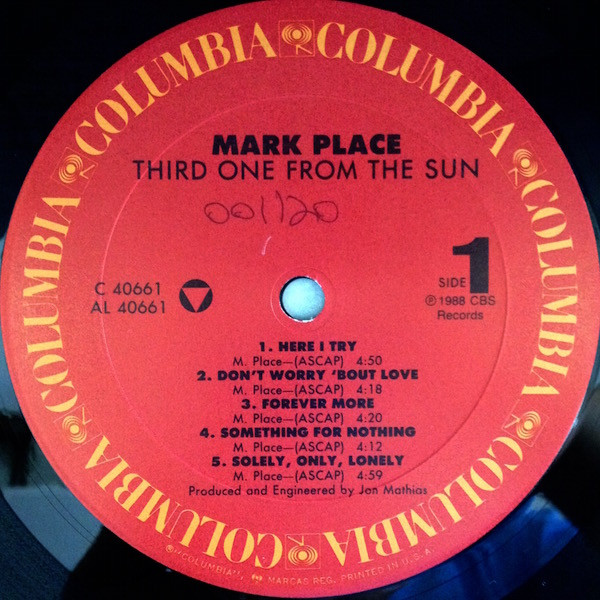 COLUMBIA COLUMBIA COLUMBIA COLUMBIA COLUMBIA COLUMBIA
MARK PLACE
THIRD ONE FROM THE SUN
001120
C 40661
AL 40661
SIDE 1
℗ 1988 CBS
Records
1. HERE I TRY
M. Place—(ASCAP) 4:50
2. DON'T WORRY 'BOUT LOVE
M. Place—(ASCAP) 4:18
3. FOREVER MORE
M. Place—(ASCAP) 4:20
4. SOMETHING FOR NOTHING
M. Place—(ASCAP) 4:12
5. SOLELY, ONLY, LONELY
M. Place—(ASCAP) 4:59
Produced and Engineered by Jon Mathias
"COLUMBIA", MARCAS REG. PRINTED IN U.S.A.